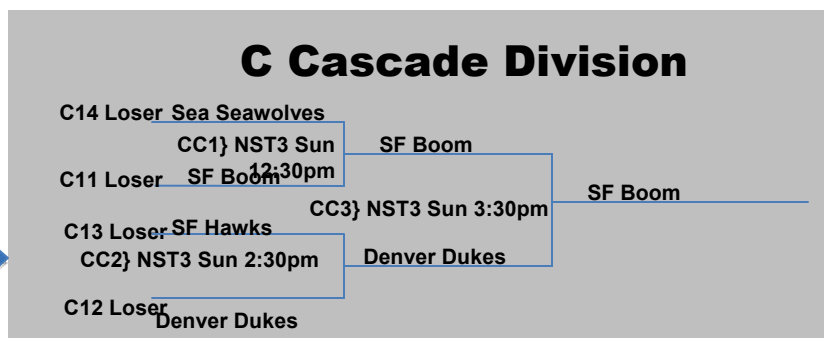 C Cascade Division
C14 Loser Sea Seawolves
CC1} NST3 Sun
12:30pm
SF Boom
C11 Loser SF Boom
SF Boom
CC3} NST3 Sun 3:30pm
C13 Loser SF Hawks
CC2} NST3 Sun 2:30pm
Denver Dukes
C12 Loser
Denver Dukes